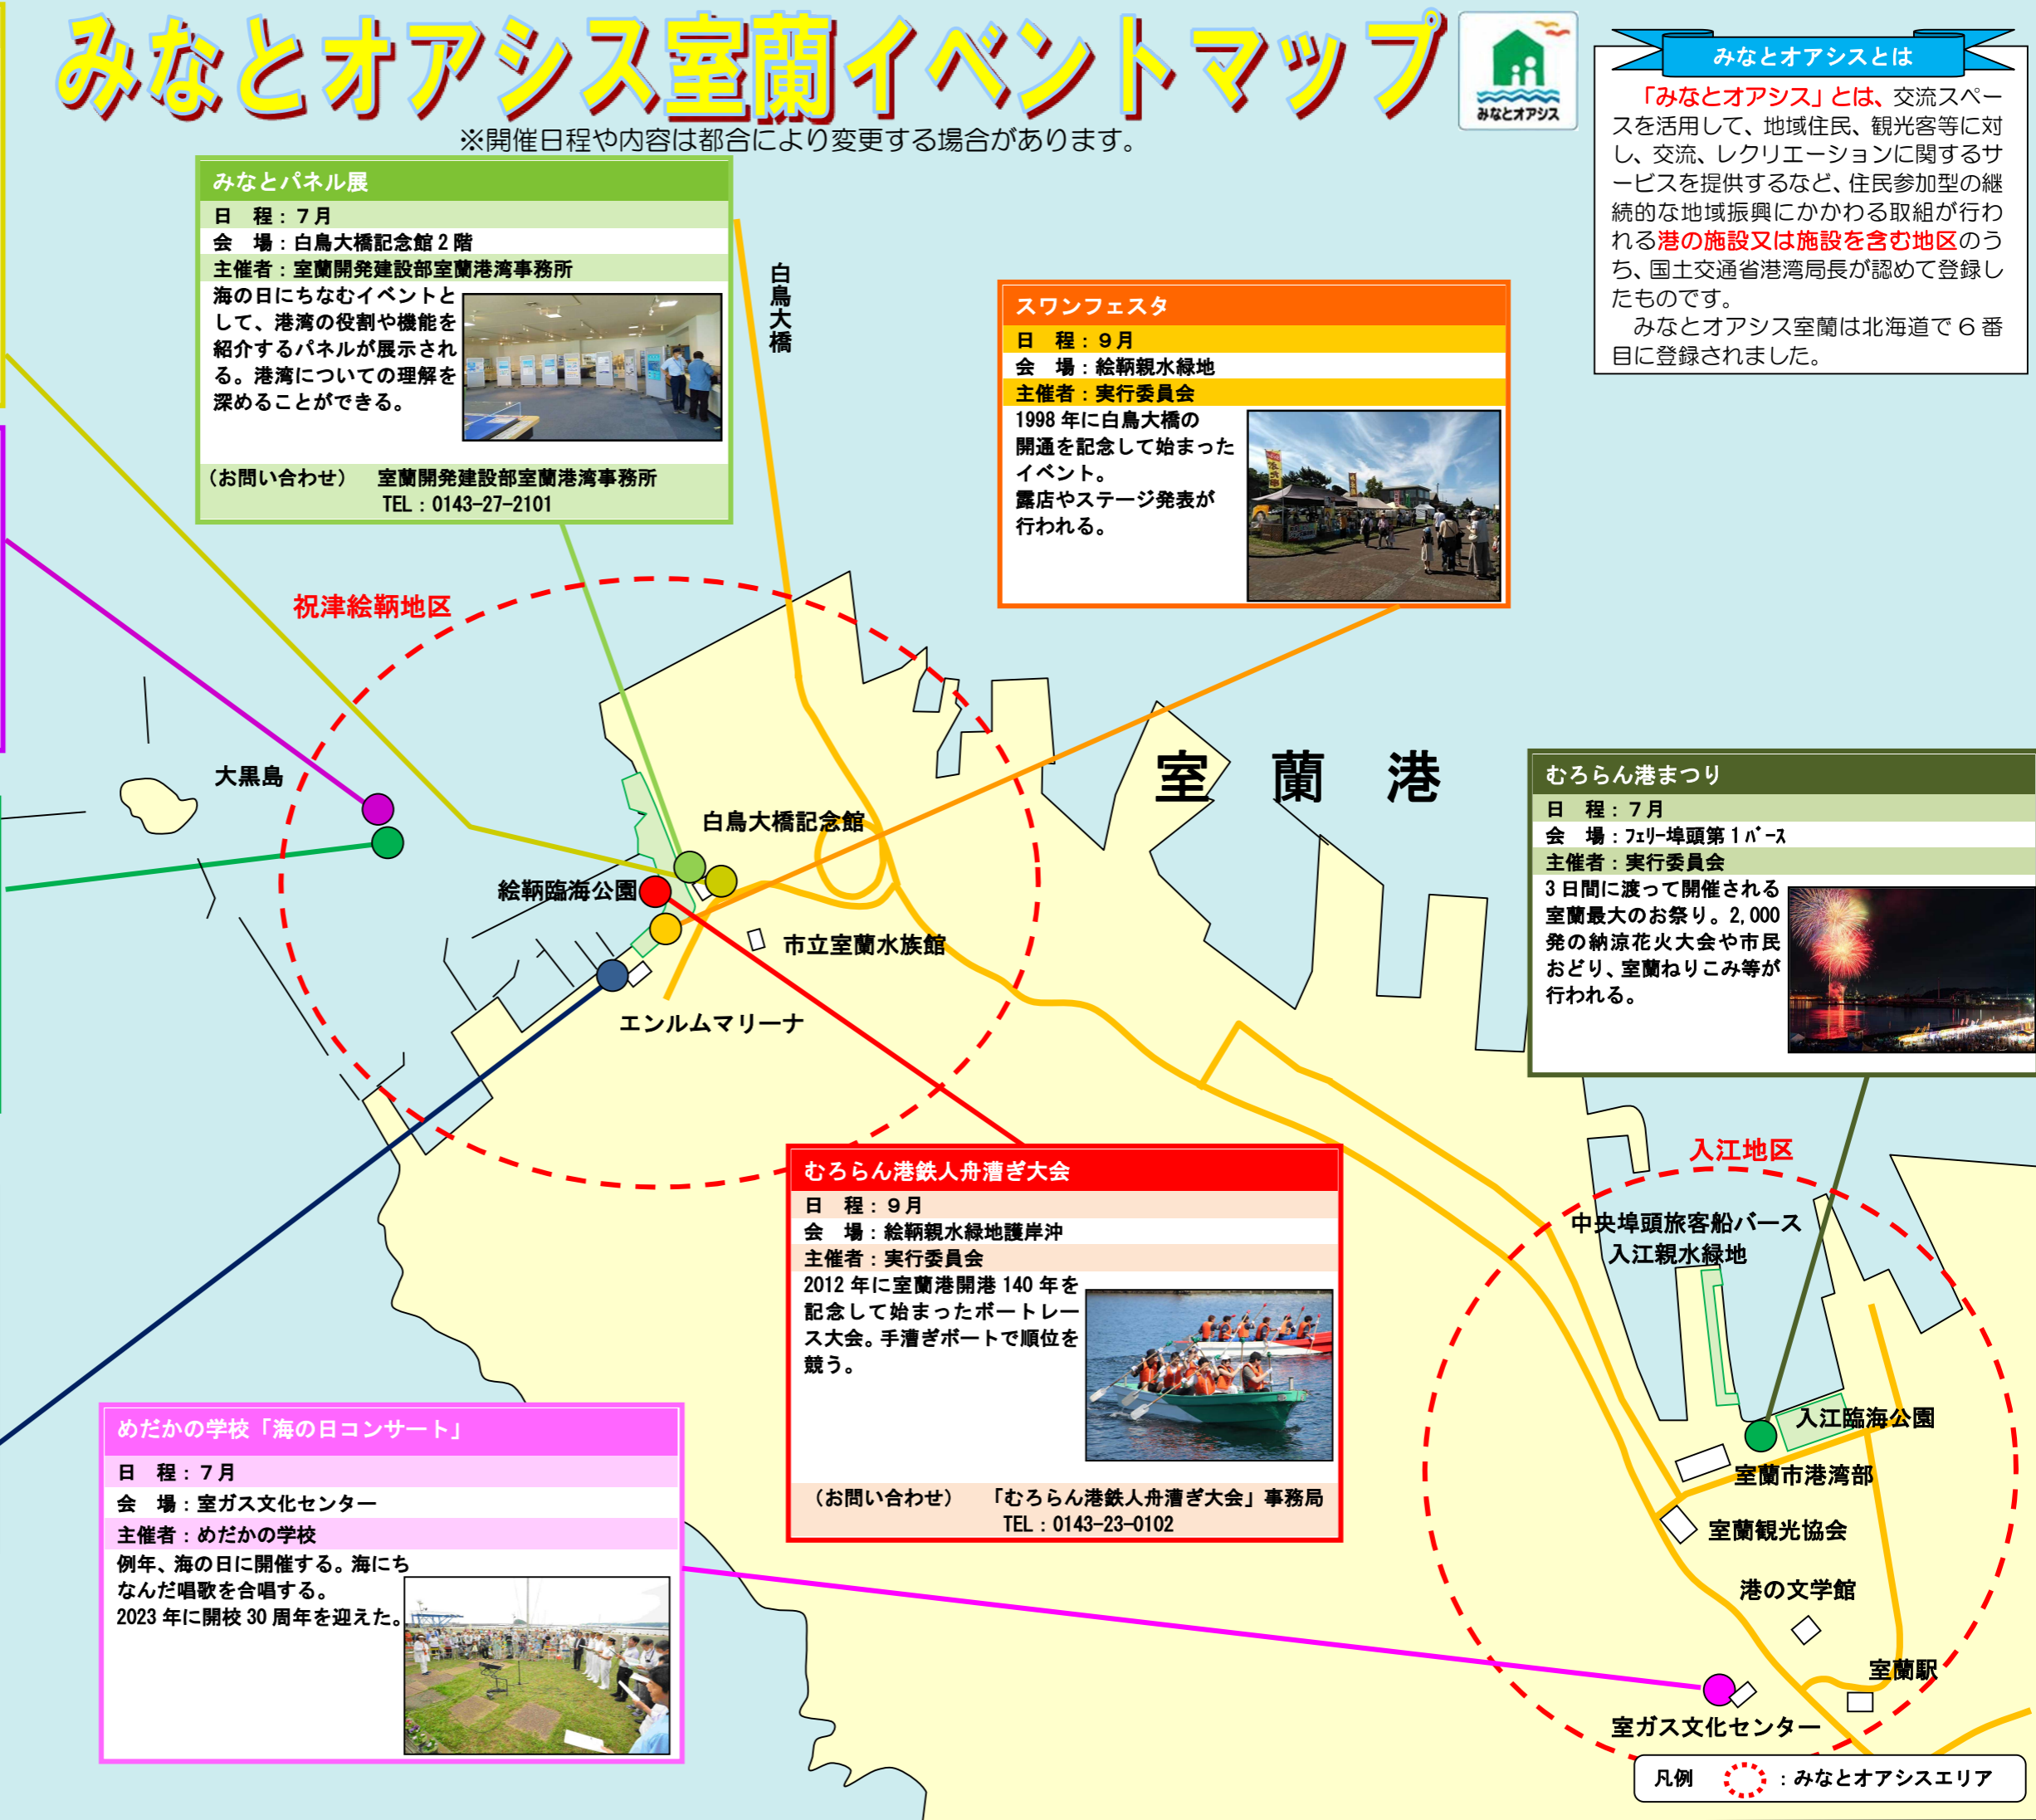 みなとオアシス室蘭イベントマップ
みなとオアシス
※開催日程や内容は都合により変更する場合があります。
みなとオアシスとは
「みなとオアシス」とは、交流スペー
スを活用して、地域住民、観光客等に対
し、交流、レクリエーションに関するサ
ービスを提供するなど、住民参加型の継
続的な地域振興にかかわる取組が行わ
れる港の施設又は施設を含む地区のう
ち、国土交通省港湾局長が認めて登録し
たものです。
みなとオアシス室蘭は北海道で６番
目に登録されました。
みなとパネル展
日　程：７月
会　場：白鳥大橋記念館２階
主催者：室蘭開発建設部室蘭港湾事務所
海の日にちなむイベントと
して、港湾の役割や機能を
紹介するパネルが展示され
る。港湾についての理解を
深めることができる。
（お問い合わせ）　室蘭開発建設部室蘭港湾事務所
TEL：0143-27-2101
白鳥大橋
スワンフェスタ
日　程：９月
会　場：絵鞆親水緑地
主催者：実行委員会
1998 年に白鳥大橋の
開通を記念して始まった
イベント。
露店やステージ発表が
行われる。
祝津絵鞆地区
大黒島
白鳥大橋記念館
絵鞆臨海公園
市立室蘭水族館
エンルムマリーナ
室　蘭　港
むろらん港まつり
日　程：７月
会　場：ﾌｪﾘｰ埠頭第１ﾊﾞｰｽ
主催者：実行委員会
3 日間に渡って開催される
室蘭最大のお祭り。2,000
発の納涼花火大会や市民
おどり、室蘭ねりこみ等が
行われる。
むろらん港鉄人舟漕ぎ大会
日　程：９月
会　場：絵鞆親水緑地護岸沖
主催者：実行委員会
2012 年に室蘭港開港 140 年を
記念して始まったボートレー
ス大会。手漕ぎボートで順位を
競う。
（お問い合わせ）　「むろらん港鉄人舟漕ぎ大会」事務局
TEL：0143-23-0102
入江地区
中央埠頭旅客船バース
入江親水緑地
入江臨海公園
室蘭市港湾部
室蘭観光協会
港の文学館
室蘭駅
室ガス文化センター
めだかの学校「海の日コンサート」
日　程：７月
会　場：室ガス文化センター
主催者：めだかの学校
例年、海の日に開催する。海にち
なんだ唱歌を合唱する。
2023 年に開校 30 周年を迎えた。
凡例　：みなとオアシスエリア